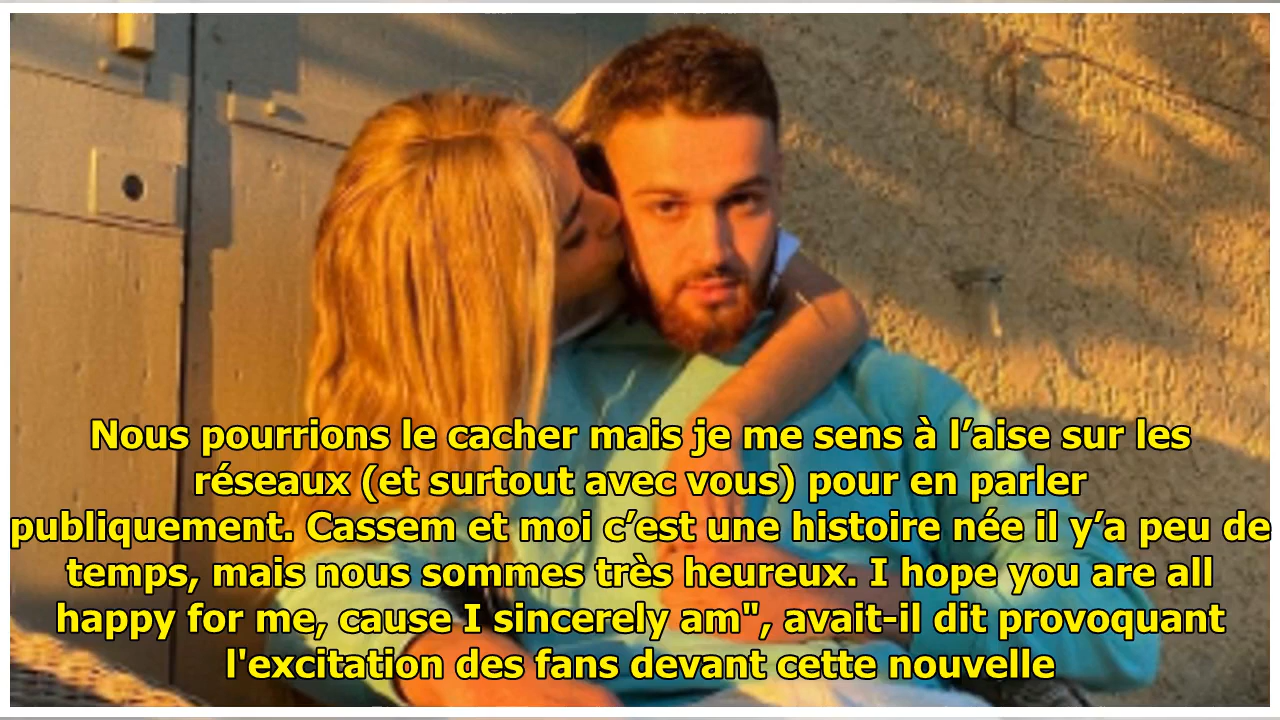 Nous pourrions le cacher mais je me sens à l’aise sur les
réseaux (et surtout avec vous) pour en parler
publiquement. Cassem et moi c’est une histoire née il y’a peu de
temps, mais nous sommes très heureux. I hope you are all
happy for me, cause I sincerely am", avait-il dit provoquant
l'excitation des fans devant cette nouvelle